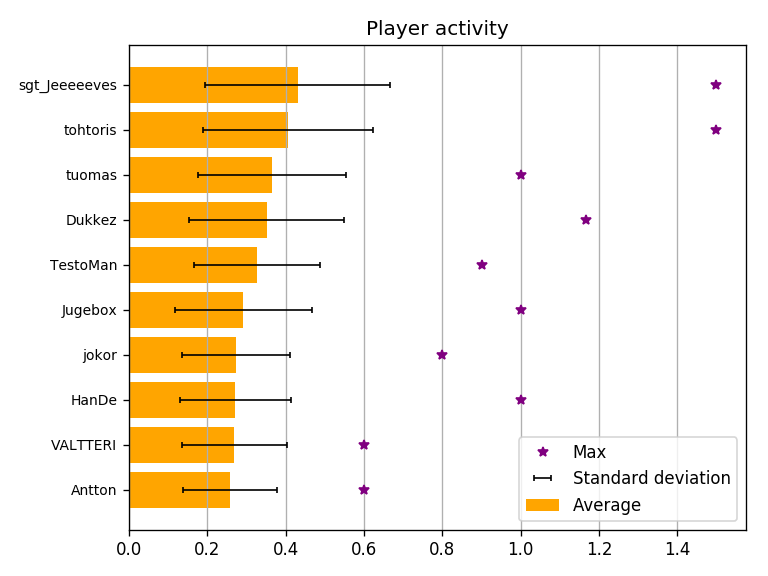 Player activity
sgt_Jeeeeeves
tohtoris
tuomas
Dukkez
TestoMan
Jugebox
jokor
HanDe
VALTTERI
Antton
Max
Standard deviation
Average
0.0 0.2 0.4 0.6 0.8 1.0 1.2 1.4